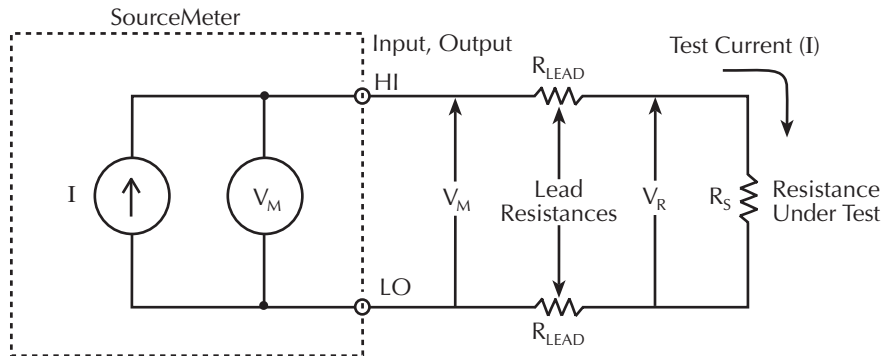 SourceMeter
Input, Output
Test Current (I)
R_LEAD
HI
I
V_M
V_M
Lead
Resistances
V_R
R_S
Resistance
Under Test
LO
R_LEAD